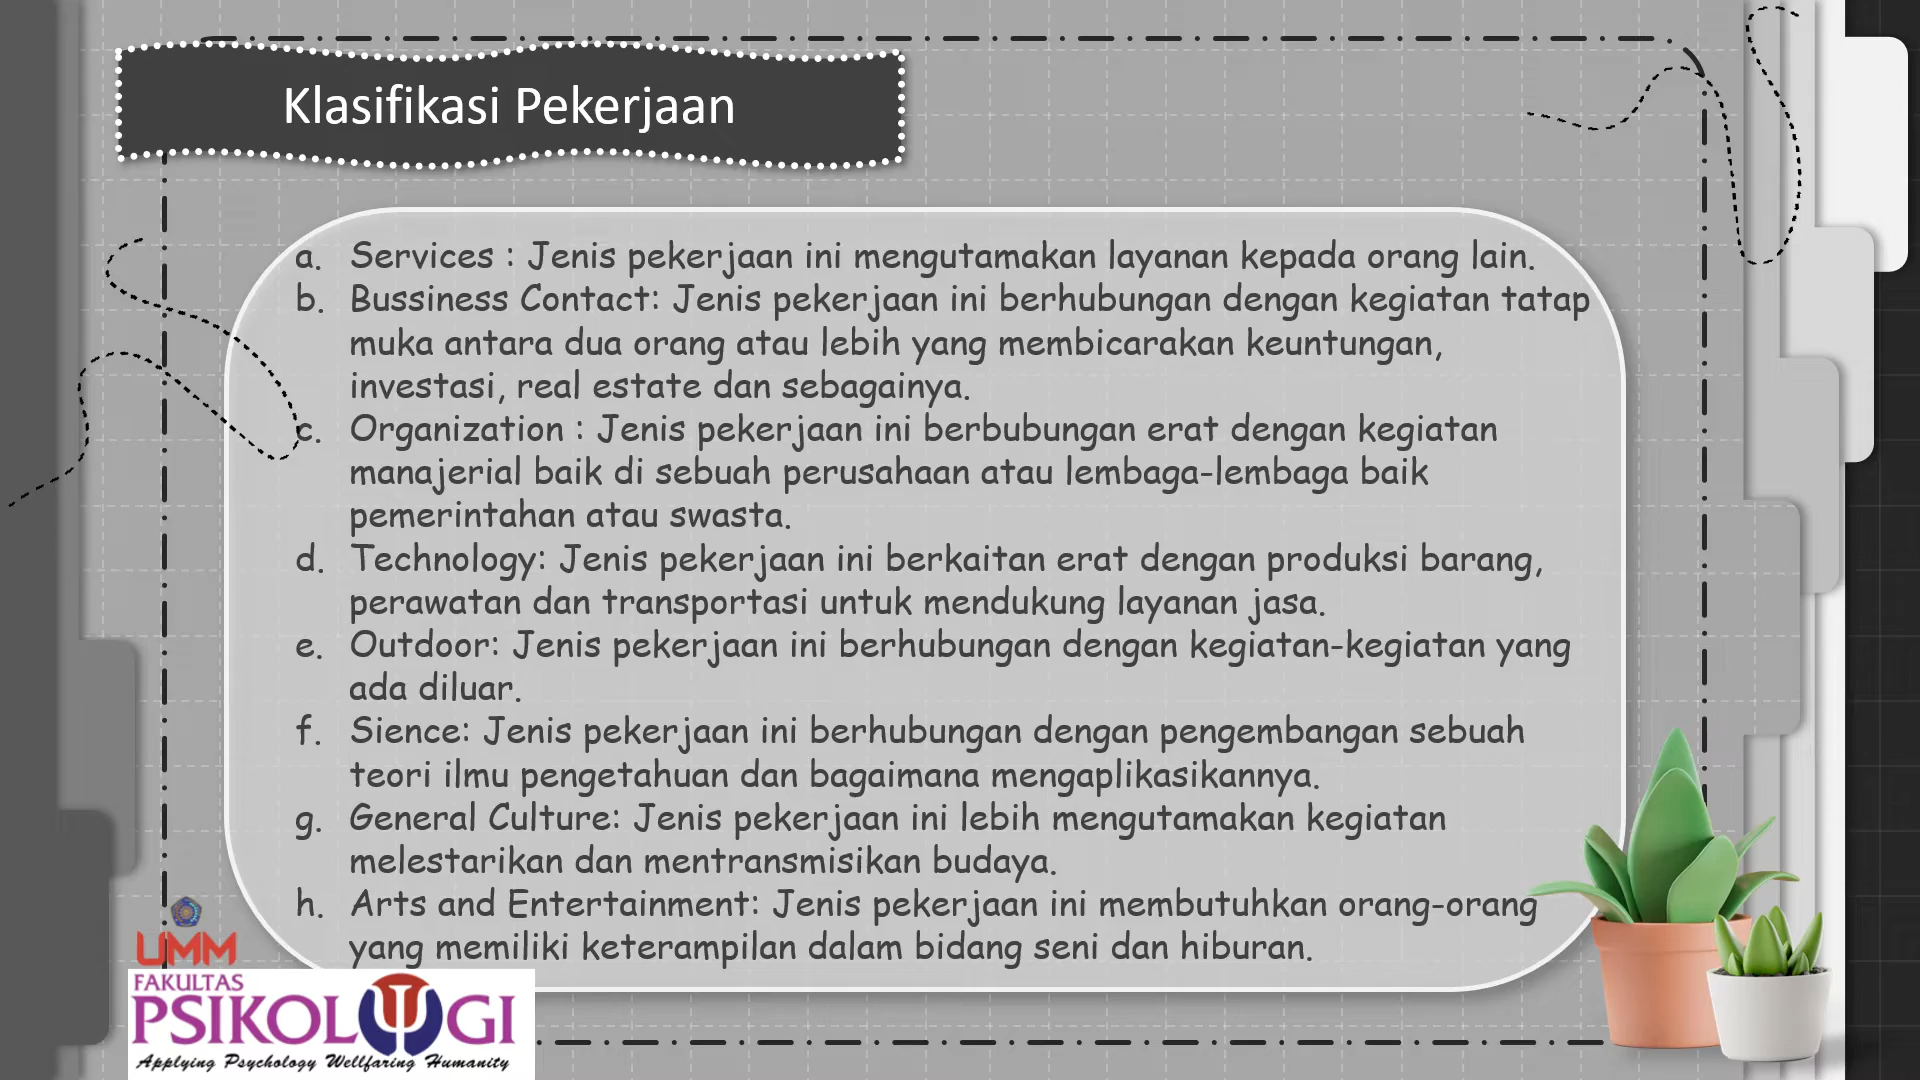 Klasifikasi Pekerjaan
a. Services : Jenis pekerjaan ini mengutamakan layanan kepada orang lain.
b. Bussiness Contact: Jenis pekerjaan ini berhubungan dengan kegiatan tatap
muka antara dua orang atau lebih yang membicarakan keuntungan,
investasi, real estate dan sebagainya.
c. Organization : Jenis pekerjaan ini berbubungan erat dengan kegiatan
manajerial baik di sebuah perusahaan atau lembaga-lembaga baik
pemerintahan atau swasta.
d. Technology: Jenis pekerjaan ini berkaitan erat dengan produksi barang,
perawatan dan transportasi untuk mendukung layanan jasa.
e. Outdoor: Jenis pekerjaan ini berhubungan dengan kegiatan-kegiatan yang
ada diluar.
f. Sience: Jenis pekerjaan ini berhubungan dengan pengembangan sebuah
teori ilmu pengetahuan dan bagaimana mengaplikasikannya.
g. General Culture: Jenis pekerjaan ini lebih mengutamakan kegiatan
melestarikan dan mentransmisikan budaya.
h. Arts and Entertainment: Jenis pekerjaan ini membutuhkan orang-orang
yang memiliki keterampilan dalam bidang seni dan hiburan.
UMM
FAKULTAS
PSIKOLOGI
Applying Psychology Wellfaring Humanity